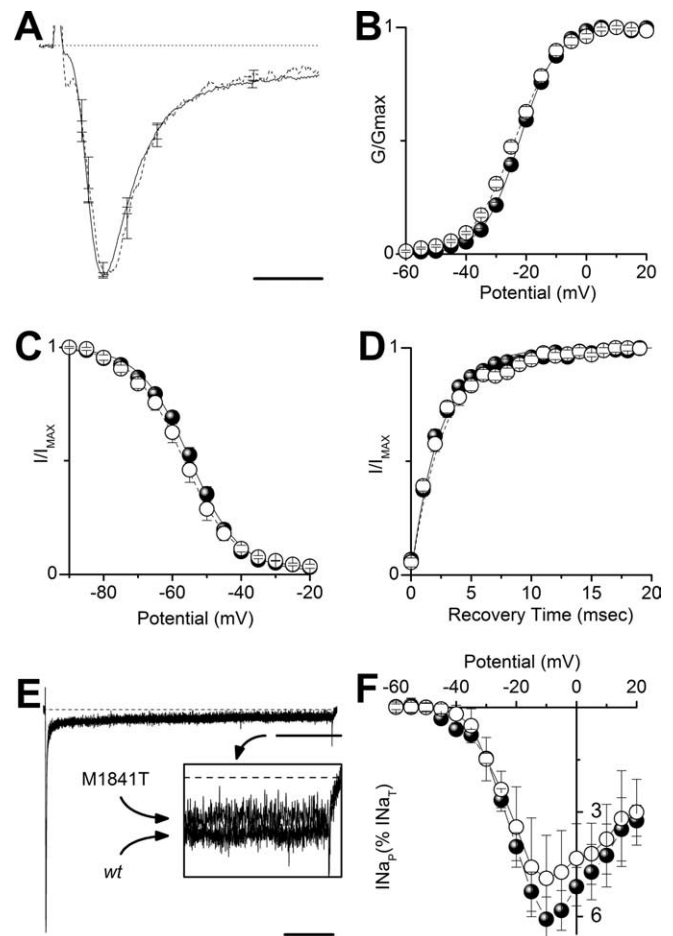 A
B
1
G/Gmax
0
-60 -40 -20 0 20
Potential (mV)
C
1
I/IMAX
0
-80 -60 -40 -20
Potential (mV)
D
1
I/IMAX
0
0 5 10 15 20
Recovery Time (msec)
E
M1841T
wt
Potential (mV)
-60 -40 -20 0 20
F
INaP(% INaT)
3
6